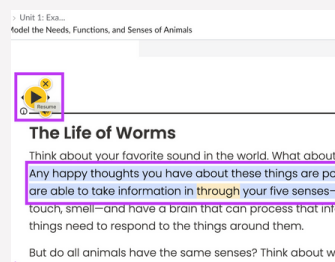 > Unit 1: Exa...
Model the Needs, Functions, and Senses of Animals
Resume
The Life of Worms
Think about your favorite sound in the world. What about
Any happy thoughts you have about these things are po
are able to take information in through your five senses—
touch, smell—and have a brain that can process that inf
things need to respond to the things around them.
But do all animals have the same senses? Think about w